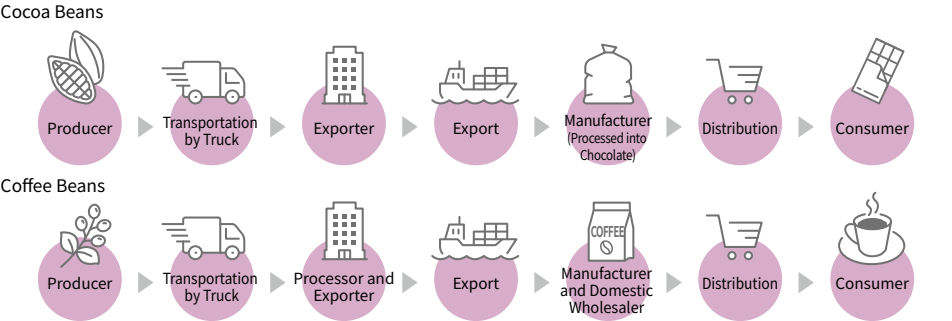 Cocoa Beans
Producer
Transportation
by Truck
Exporter
Export
Manufacturer
(Processed into
Chocolate)
Distribution
Consumer
Coffee Beans
Producer
Transportation
by Truck
Processor and
Exporter
Export
COFFEE
Manufacturer
and Domestic
Wholesaler
Distribution
Consumer